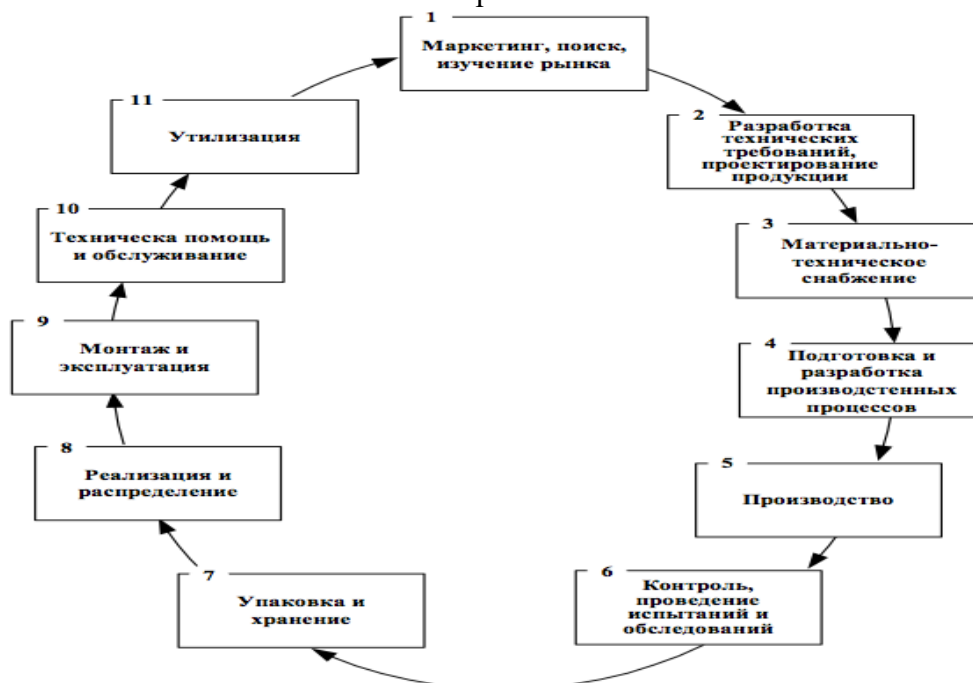 1
Маркетинг, поиск,
изучение рынка
2
Разработка
технических
требований,
проектирование
продукции
3
Материально-
техническое
снабжение
4
Подготовка и
разработка
производстенных
процессов
5
Производство
6
Контроль,
проведение
испытаний и
обследований
7
Упаковка и
хранение
8
Реализация и
распределение
9
Монтаж и
эксплуатация
10
Техническа помощь
и обслуживание
11
Утилизация